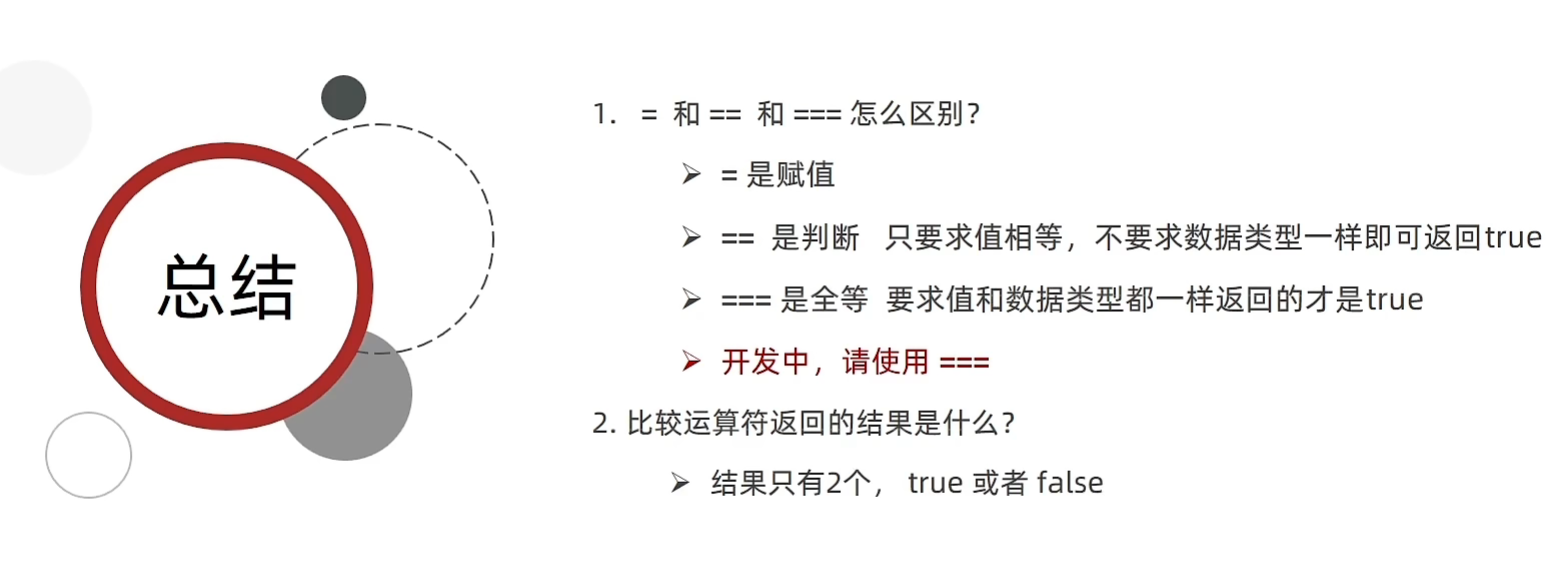 总结
1. = 和 == 和 === 怎么区别？
➢ = 是赋值
➢ == 是判断 只要求值相等，不要求数据类型一样即可返回true
➢ === 是全等 要求值和数据类型都一样返回的才是true
➢ 开发中，请使用 ===
2. 比较运算符返回的结果是什么？
➢ 结果只有2个， true 或者 false